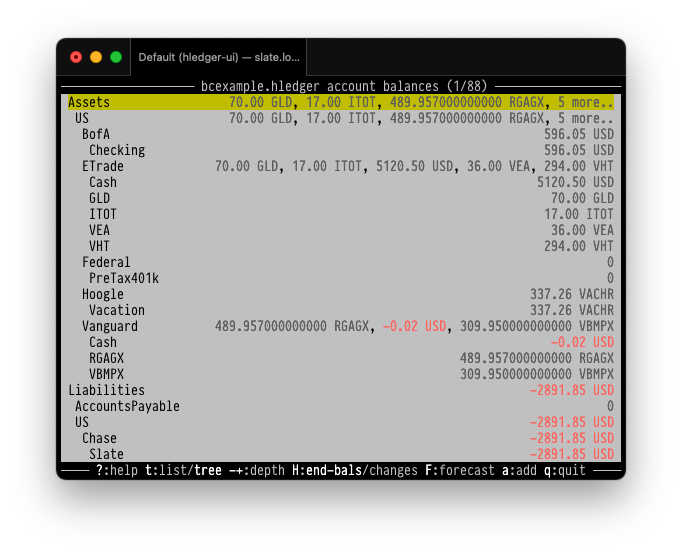 Default (hledger-ui) — slate.lo...
bcexample.hledger account balances (1/88)
Assets 70.00 GLD, 17.00 ITOT, 489.957000000000 RGAGX, 5 more..
US 70.00 GLD, 17.00 ITOT, 489.957000000000 RGAGX, 5 more..
BofA 596.05 USD
Checking 596.05 USD
ETrade 70.00 GLD, 17.00 ITOT, 5120.50 USD, 36.00 VEA, 294.00 VHT
Cash 5120.50 USD
GLD 70.00 GLD
ITOT 17.00 ITOT
VEA 36.00 VEA
VHT 294.00 VHT
Federal 0
PreTax401k 0
Hoogle 337.26 VACHR
Vacation 337.26 VACHR
Vanguard 489.957000000000 RGAGX, -0.02 USD, 309.950000000000 VBMPX
Cash -0.02 USD
RGAGX 489.957000000000 RGAGX
VBMPX 309.950000000000 VBMPX
Liabilities -2891.85 USD
AccountsPayable 0
US -2891.85 USD
Chase -2891.85 USD
Slate -2891.85 USD
?:help t:list/tree -+:depth H:end-bals/changes F:forecast a:add q:quit